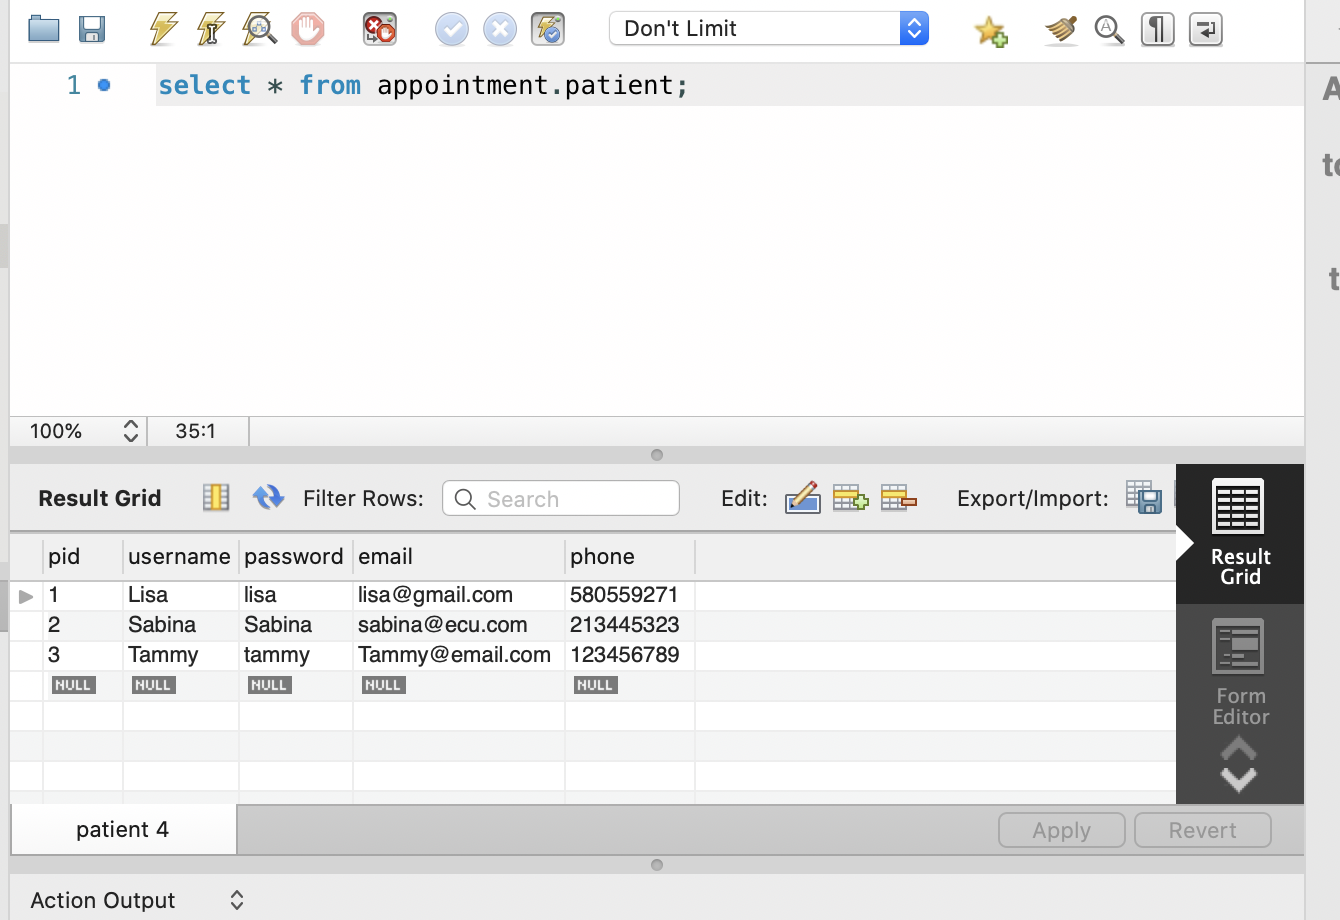 Don't Limit
1 select * from appointment.patient;
100% 35:1
Result Grid Filter Rows: Search Edit: Export/Import:
pid username password email phone
1 Lisa lisa lisa@gmail.com 580559271
2 Sabina Sabina sabina@ecu.com 213445323
3 Tammy tammy Tammy@email.com 123456789
NULL NULL NULL NULL NULL
Result
Grid
Form
Editor
patient 4 Apply Revert
Action Output